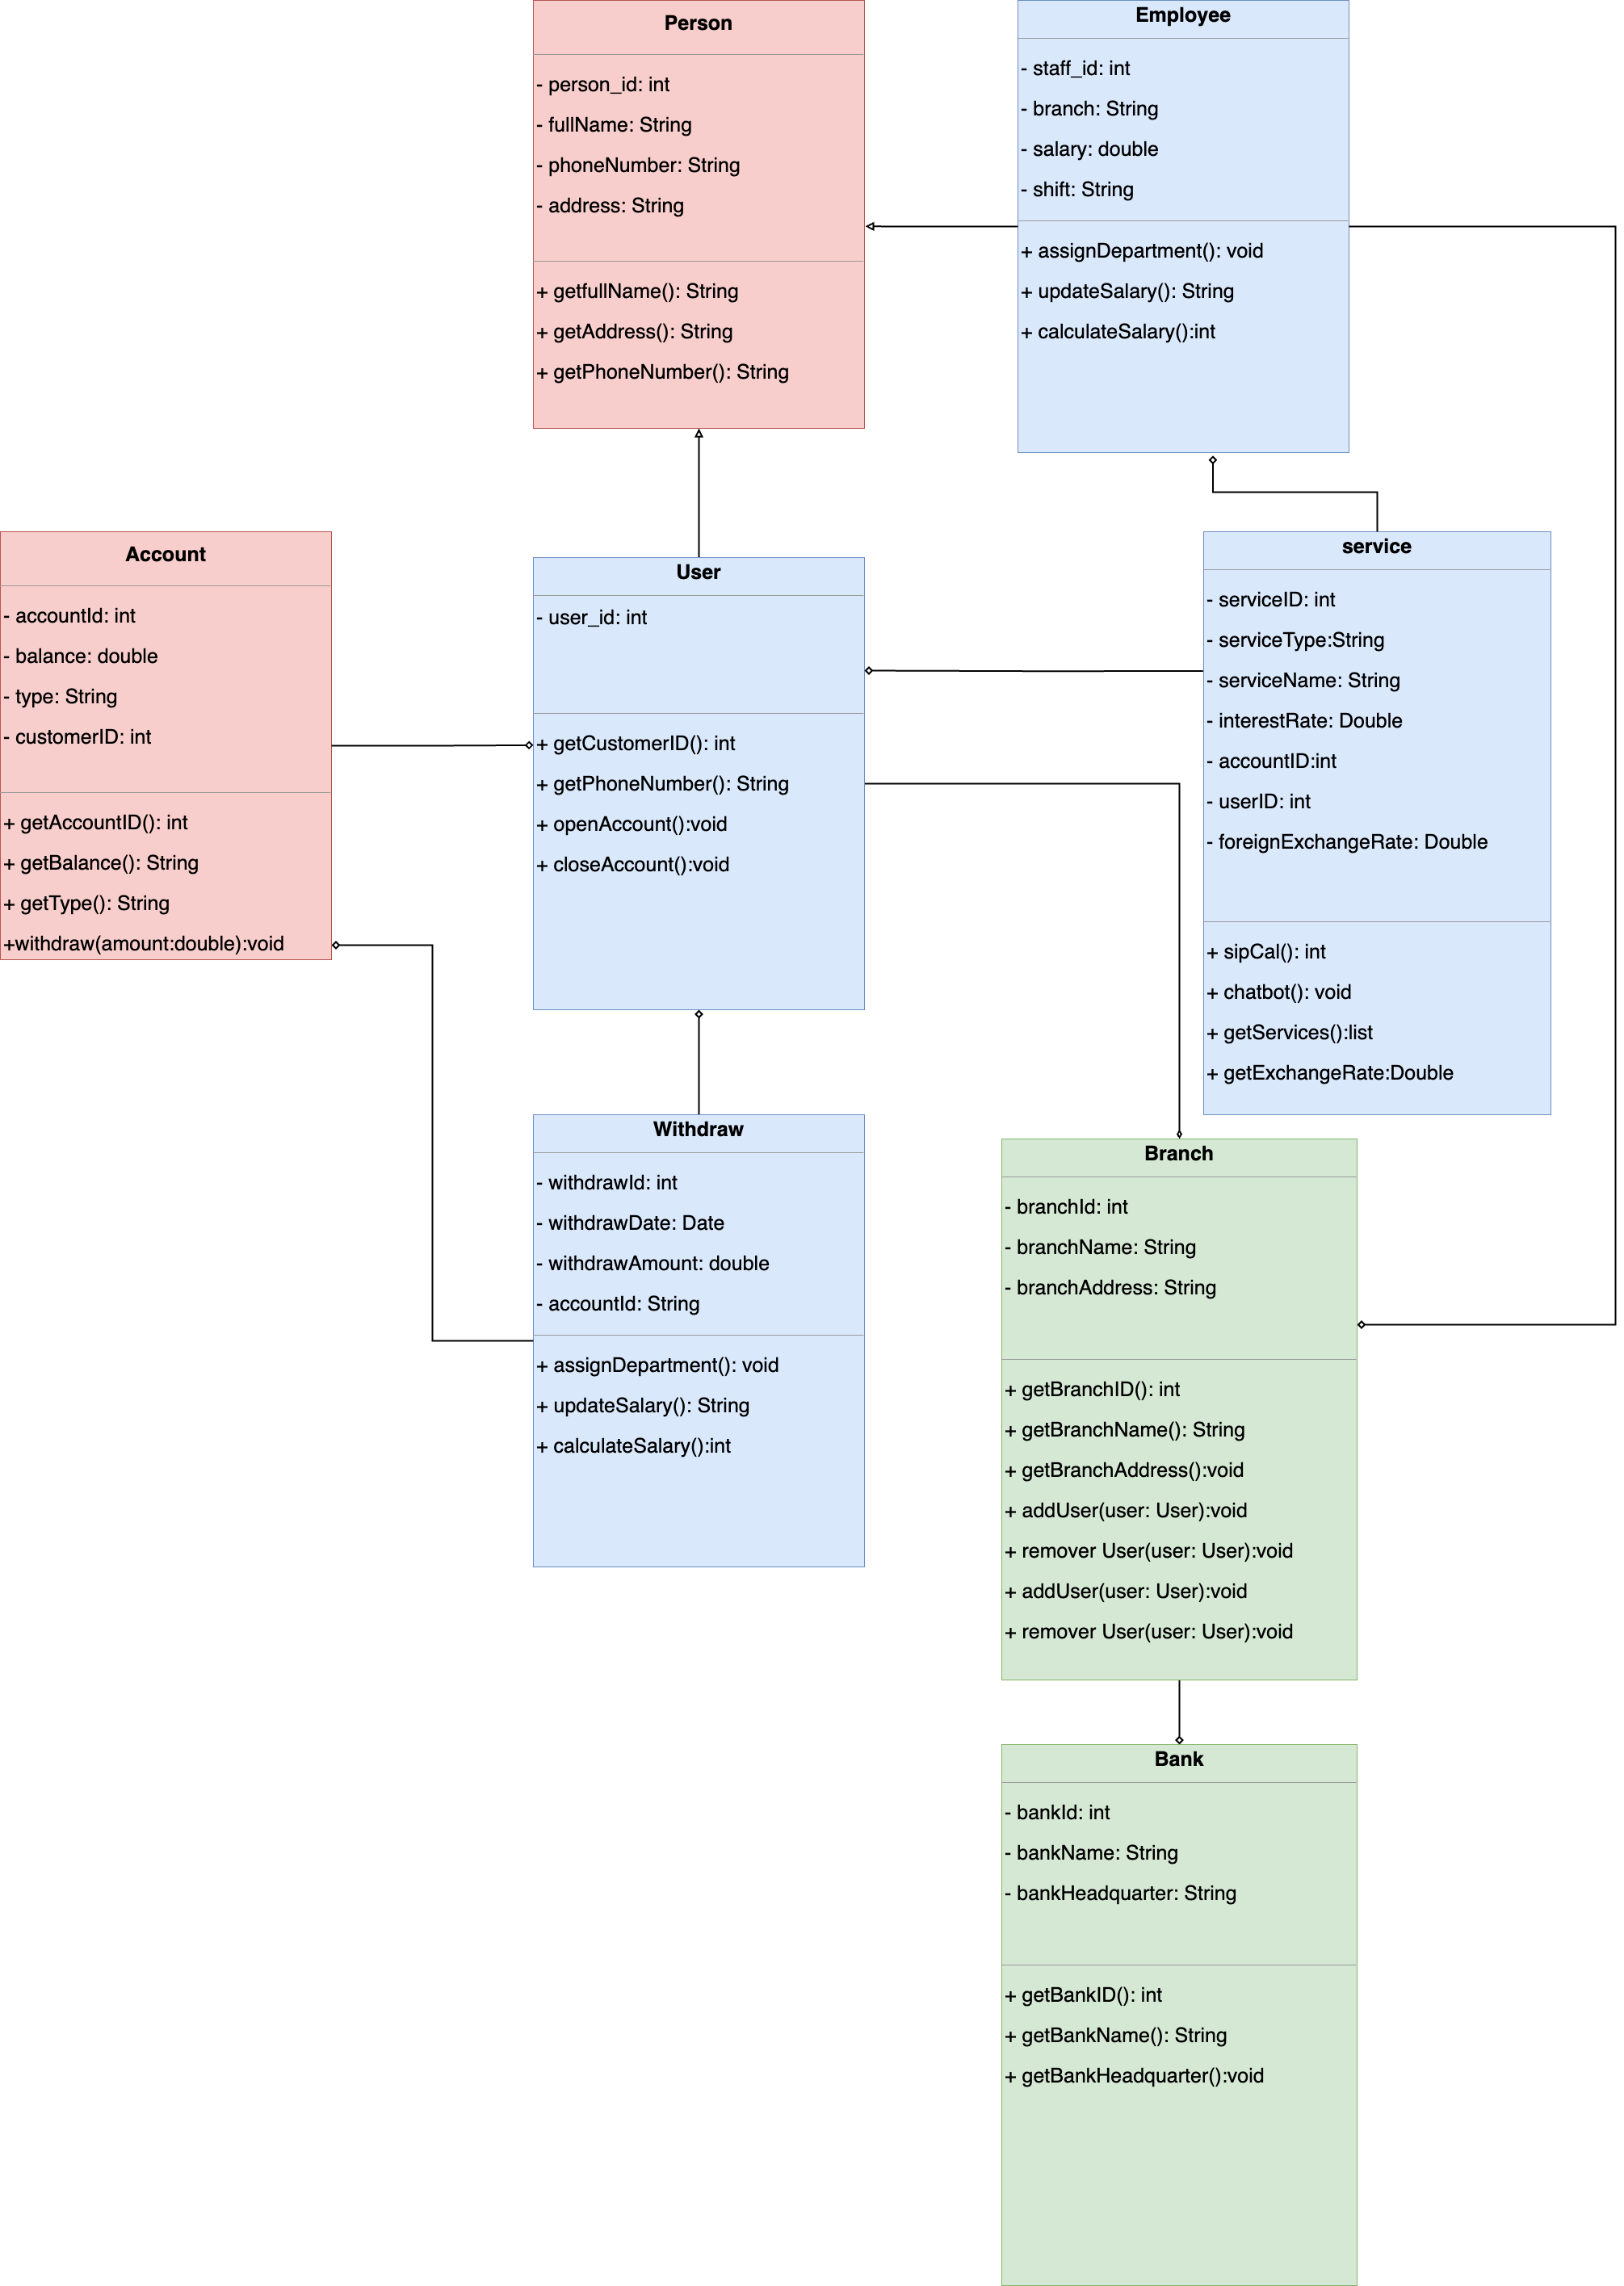 Person
- person_id: int
- fullName: String
- phoneNumber: String
- address: String
+ getfullName(): String
+ getAddress(): String
+ getPhoneNumber(): String
Employee
- staff_id: int
- branch: String
- salary: double
- shift: String
+ assignDepartment(): void
+ updateSalary(): String
+ calculateSalary():int
Account
- accountId: int
- balance: double
- type: String
- customerID: int
+ getAccountID(): int
+ getBalance(): String
+ getType(): String
+withdraw(amount:double):void
User
- user_id: int
+ getCustomerID(): int
+ getPhoneNumber(): String
+ openAccount():void
+ closeAccount():void
service
- serviceID: int
- serviceType:String
- serviceName: String
- interestRate: Double
- accountID:int
- userID: int
- foreignExchangeRate: Double
+ sipCal(): int
+ chatbot(): void
+ getServices():list
+ getExchangeRate:Double
Withdraw
- withdrawId: int
- withdrawDate: Date
- withdrawAmount: double
- accountId: String
+ assignDepartment(): void
+ updateSalary(): String
+ calculateSalary():int
Branch
- branchId: int
- branchName: String
- branchAddress: String
+ getBranchID(): int
+ getBranchName(): String
+ getBranchAddress():void
+ addUser(user: User):void
+ remover User(user: User):void
+ addUser(user: User):void
+ remover User(user: User):void
Bank
- bankId: int
- bankName: String
- bankHeadquarter: String
+ getBankID(): int
+ getBankName(): String
+ getBankHeadquarter():void